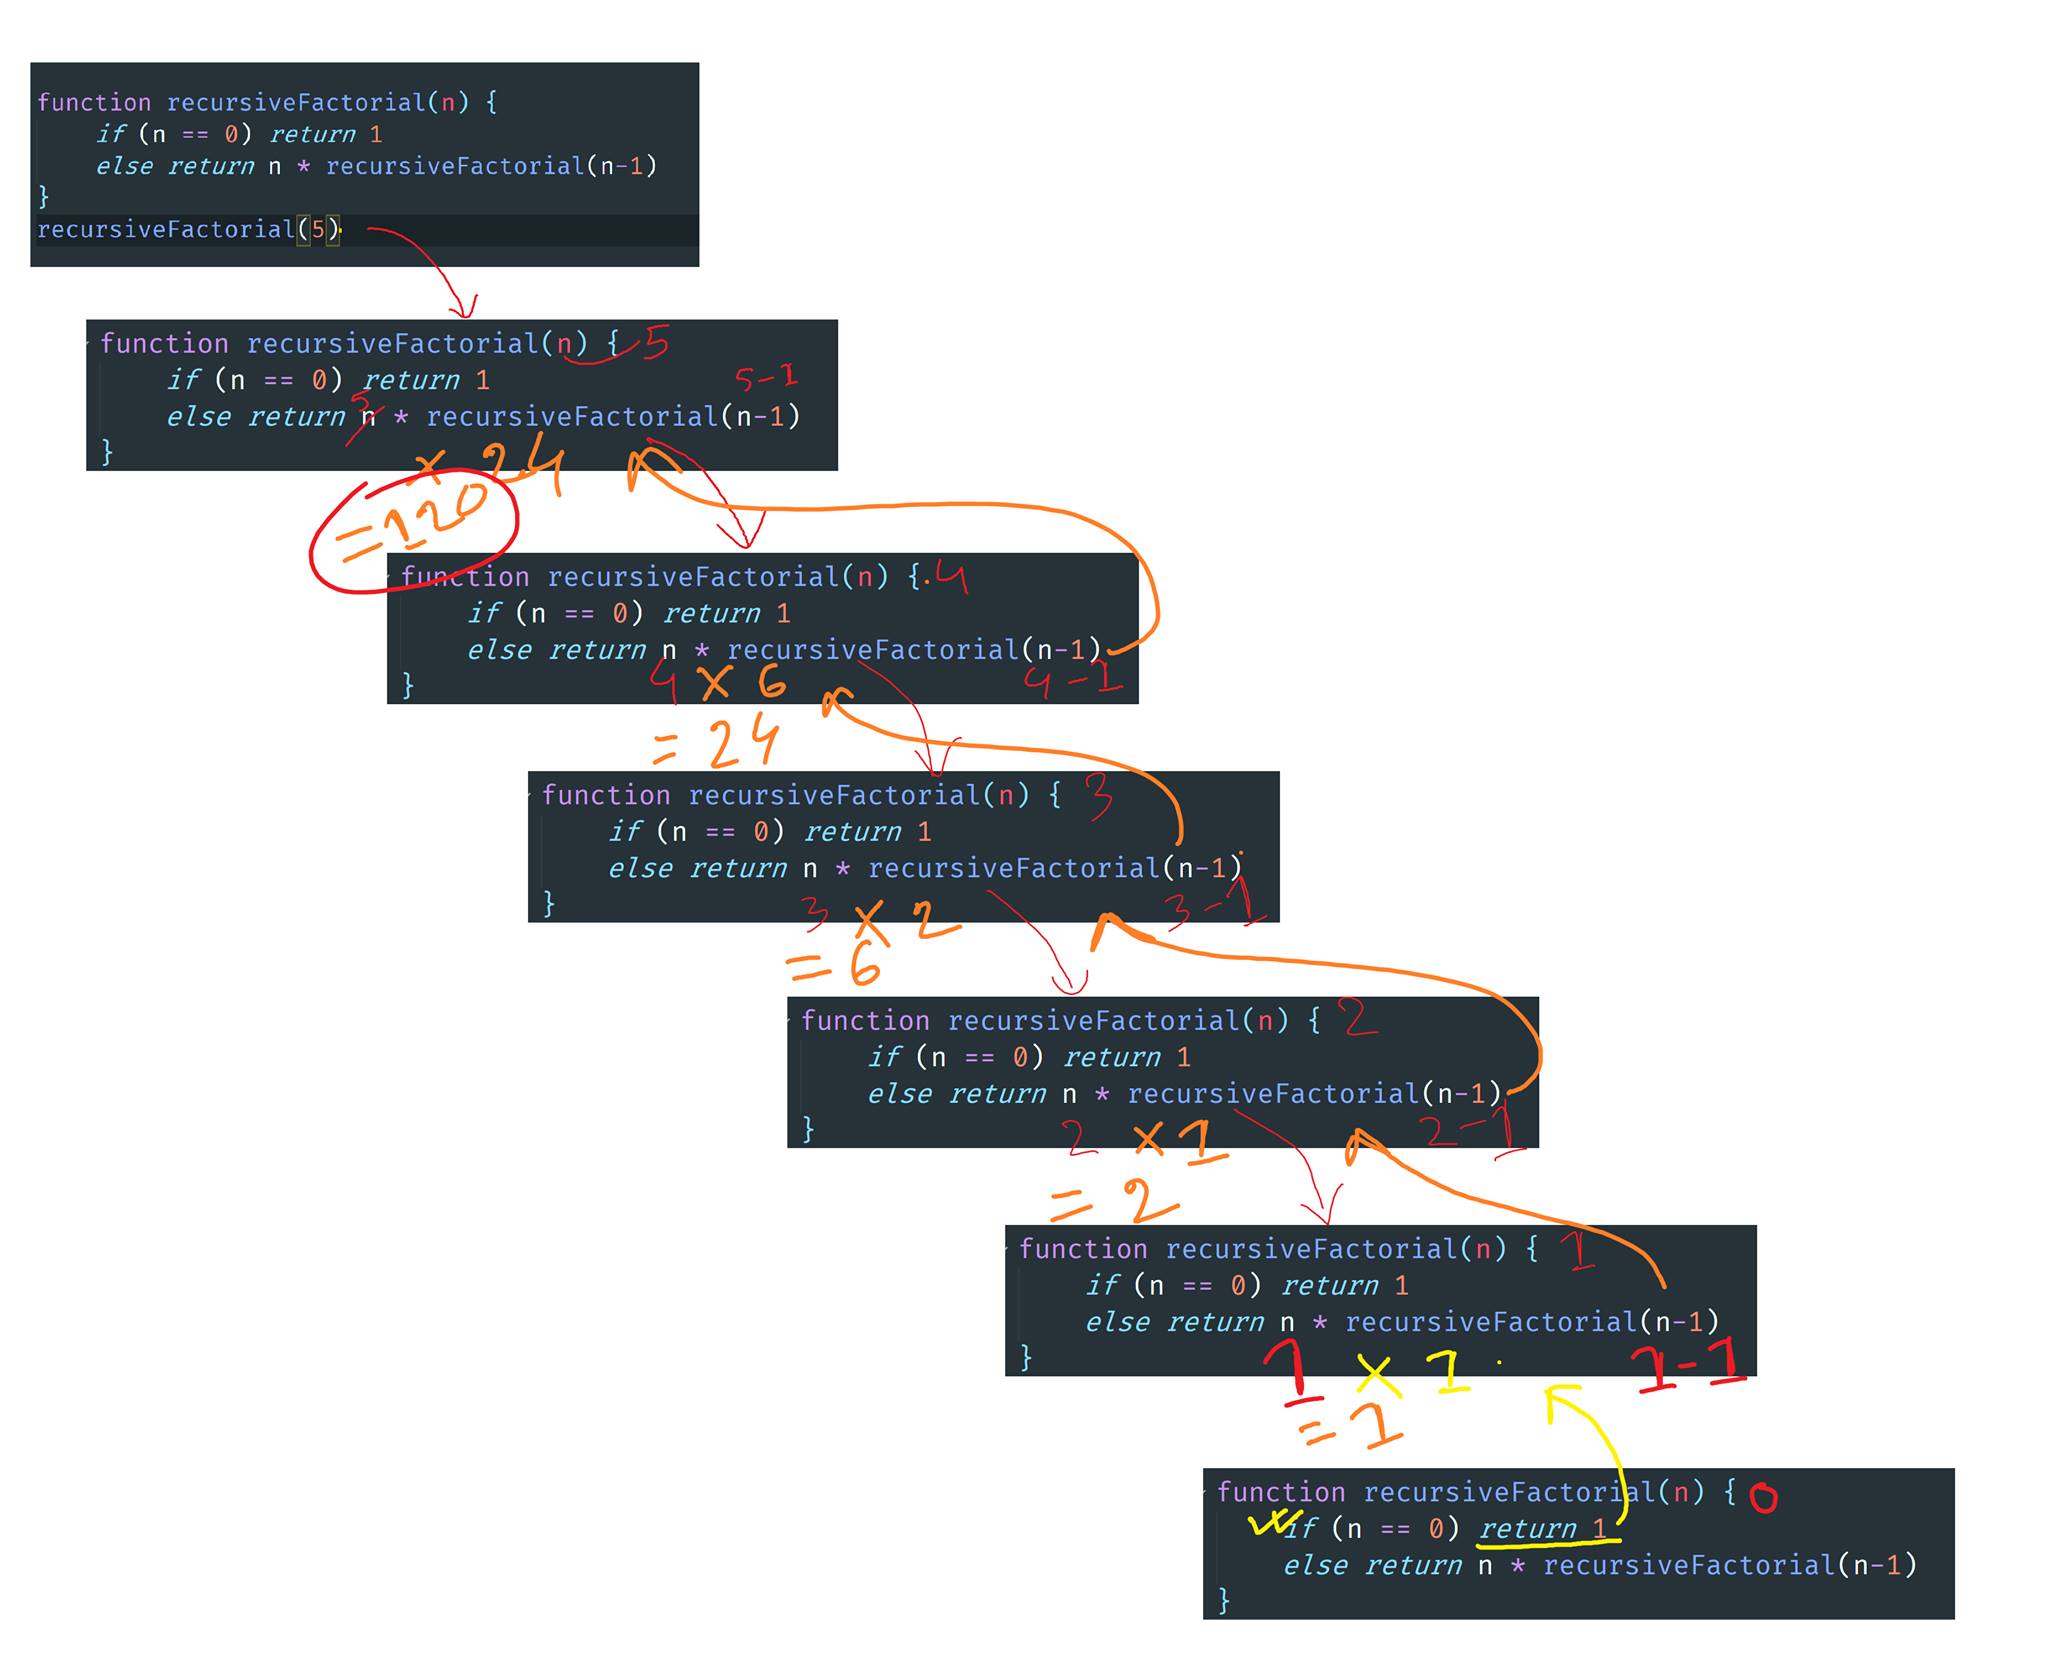 function recursiveFactorial(n) {
if (n == 0) return 1
else return n * recursiveFactorial(n-1)
}
recursiveFactorial(5)
function recursiveFactorial(n) { 5
if (n == 0) return 1
5-1
5
else return n * recursiveFactorial(n-1)
}
× 24
=120
function recursiveFactorial(n) { 4
if (n == 0) return 1
else return n * recursiveFactorial(n-1)
}
4 × 6
4-1
= 24
function recursiveFactorial(n) { 3
if (n == 0) return 1
else return n * recursiveFactorial(n-1)
}
3 × 2
3-1
= 6
function recursiveFactorial(n) { 2
if (n == 0) return 1
else return n * recursiveFactorial(n-1)
}
2 × 1
2-1
= 2
function recursiveFactorial(n) { 1
if (n == 0) return 1
else return n * recursiveFactorial(n-1)
}
1 × 1
1-1
= 1
function recursiveFactorial(n) { 0
if (n == 0) return 1
else return n * recursiveFactorial(n-1)
}